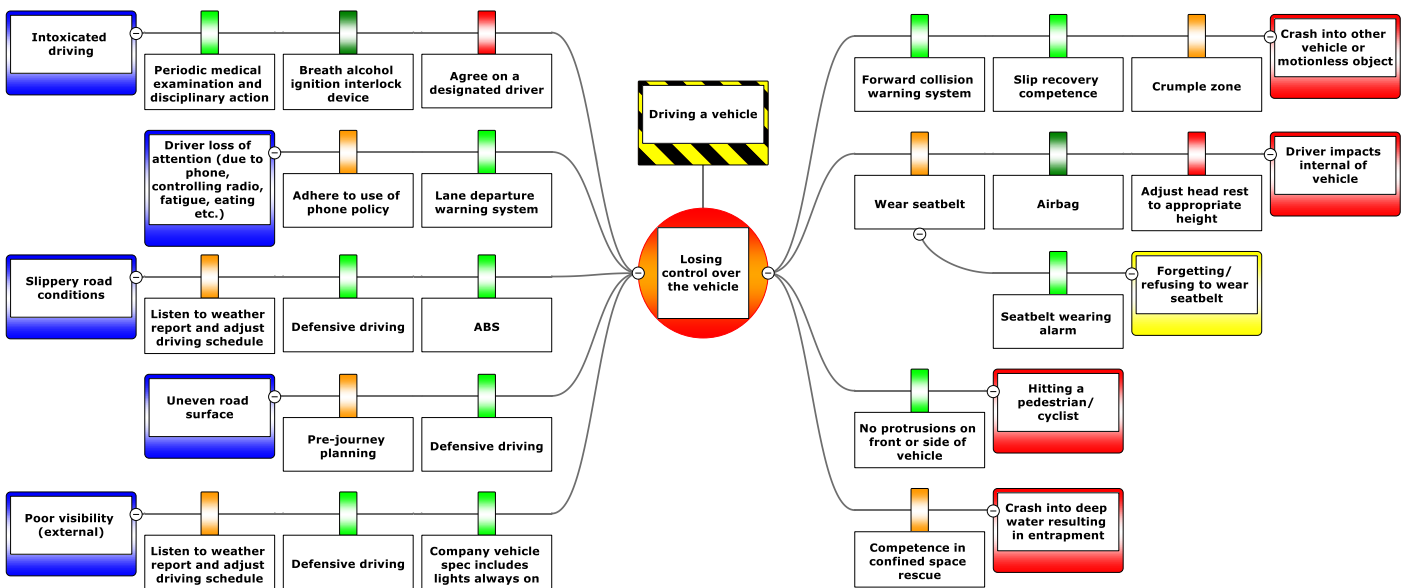 Intoxicated
driving
Periodic medical
examination and
disciplinary action
Breath alcohol
ignition interlock
device
Agree on a
designated driver
Driver loss of
attention (due to
phone,
controlling radio,
fatigue, eating
etc.)
Adhere to use of
phone policy
Lane departure
warning system
Slippery road
conditions
Listen to weather
report and adjust
driving schedule
Defensive driving
ABS
Uneven road
surface
Pre-journey
planning
Defensive driving
Poor visibility
(external)
Listen to weather
report and adjust
driving schedule
Defensive driving
Company vehicle
spec includes
lights always on
Driving a vehicle
Losing
control over
the vehicle
Forward collision
warning system
Slip recovery
competence
Crumple zone
Crash into other
vehicle or
motionless object
Wear seatbelt
Airbag
Adjust head rest
to appropriate
height
Driver impacts
internal of
vehicle
Seatbelt wearing
alarm
Forgetting/
refusing to wear
seatbelt
No protrusions on
front or side of
vehicle
Hitting a
pedestrian/
cyclist
Competence in
confined space
rescue
Crash into deep
water resulting
in entrapment